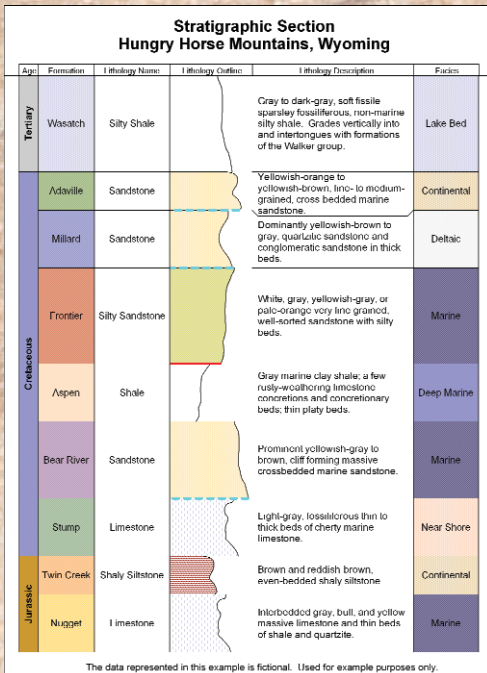 Stratigraphic Section
Hungry Horse Mountains, Wyoming
Age Formation Lithology Name Lithology Outline Lithology Description Facies
Tertiary
Wasatch
Silty Shale
Gray to dark-gray, soft fissile
sparsley fossiliferous, non-marine
silty shale. Grades vertically into
and intertongues with formations
of the Walker group.
Lake Bed
Cretaceous
Adaville
Sandstone
Yellowish-orange to
yellowish-brown, fine- to modium-
grained, cross bedded marine
sandstone.
Continental
Millard
Sandstone
Dominantly yellowish-brown to
gray, quartzitic sandstone and
conglomeratic sandstone in thick
beds.
Deltaic
Frontier
Silty Sandstone
White, gray, yellowish-gray, or
pale-orange very fine grained,
well-sorted sandstone with silty
beds.
Marine
Aspen
Shale
Gray marine clay shale; a few
rusty-weathering limestone
concretions and concretionary
beds; thin platy beds.
Deep Marine
Bear River
Sandstone
Prominent yellowish-gray to
brown, cliff forming massive
crossbedded marine sandstone.
Marine
Stump
Limestone
Light-gray, fossiliferous thin to
thick beds of cherty marine
limestone.
Near Shore
Jurassic
Twin Creek
Shaly Siltstone
Brown and reddish brown,
even-bedded shaly siltstone
Continental
Nugget
Limestone
Interbedded gray, bull, and yellow
massive limestone and thin beds
of shale and quartzite.
Marine
The data represented in this example is fictional. Used for example purposes only.